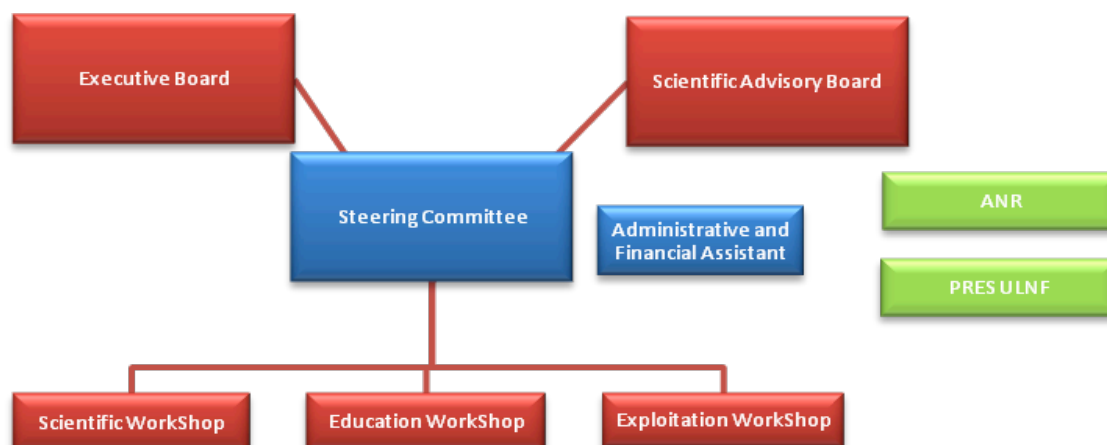 Executive Board
Scientific Advisory Board
Steering Committee
Administrative and
Financial Assistant
ANR
PRES ULNF
Scientific WorkShop
Education WorkShop
Exploitation WorkShop